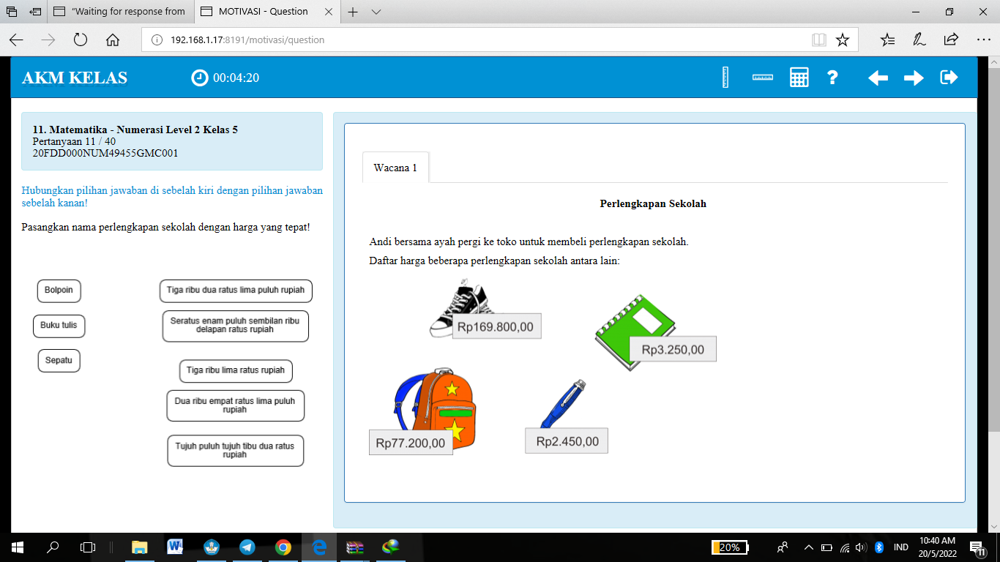 "Waiting for response from
MOTIVASI - Question
192.168.1.17:8191/motivasi/question
AKM KELAS
00:04:20
?
11. Matematika - Numerasi Level 2 Kelas 5
Pertanyaan 11 / 40
20FDD000NUM49455GMC001
Hubungkan pilihan jawaban di sebelah kiri dengan pilihan jawaban
sebelah kanan!
Pasangkan nama perlengkapan sekolah dengan harga yang tepat!
Bolpoin
Buku tulis
Sepatu
Tiga ribu dua ratus lima puluh rupiah
Seratus enam puluh sembilan ribu
delapan ratus rupiah
Tiga ribu lima ratus rupiah
Dua ribu empat ratus lima puluh
rupiah
Tujuh puluh tujuh tibu dua ratus
rupiah
Wacana 1
Perlengkapan Sekolah
Andi bersama ayah pergi ke toko untuk membeli perlengkapan sekolah.
Daftar harga beberapa perlengkapan sekolah antara lain:
Rp169.800,00
Rp3.250,00
Rp77.200,00
Rp2.450,00
20%
IND
10:40 AM
20/5/2022
11